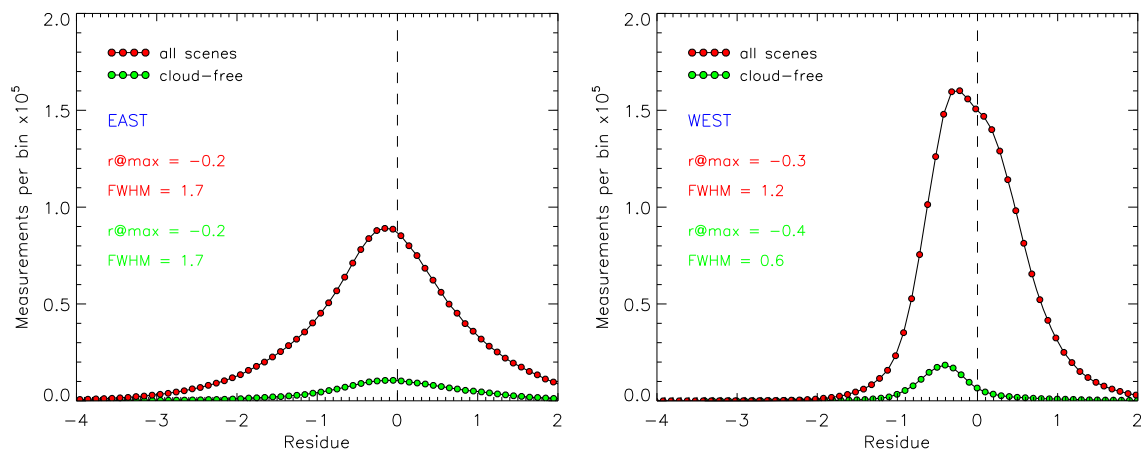 2.0
1.5
1.0
0.5
0.0
Measurements per bin x10⁵
all scenes
cloud-free
EAST
r@max = -0.2
FWHM = 1.7
r@max = -0.2
FWHM = 1.7
-4 -3 -2 -1 0 1 2
Residue
2.0
1.5
1.0
0.5
0.0
Measurements per bin x10⁵
all scenes
cloud-free
WEST
r@max = -0.3
FWHM = 1.2
r@max = -0.4
FWHM = 0.6
-4 -3 -2 -1 0 1 2
Residue